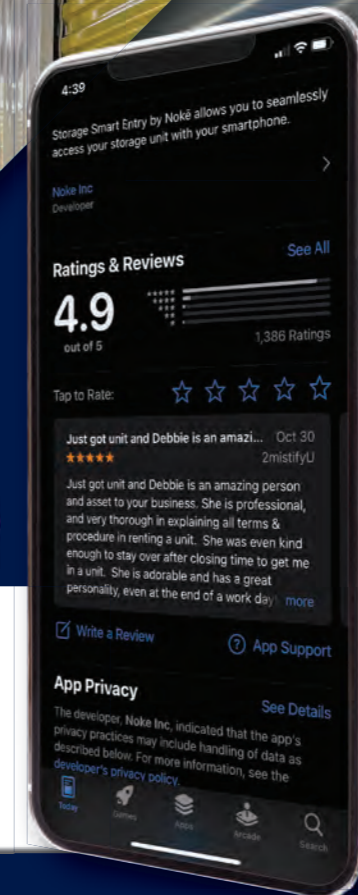 4:39
Storage Smart Entry by Nokē allows you to seamlessly
access your storage unit with your smartphone.
Noke Inc
Developer
Ratings & Reviews
See All
4.9
out of 5
1,386 Ratings
Tap to Rate:
Just got unit and Debbie is an amazi... Oct 30
2mistifyU
Just got unit and Debbie is an amazing person
and asset to your business. She is professional,
and very thorough in explaining all terms &
procedure in renting a unit. She was even kind
enough to stay over after closing time to get me
in a unit. She is adorable and has a great
personality, even at the end of a work day more
Write a Review
App Support
App Privacy
See Details
The developer, Noke Inc, indicated that the app's
privacy practices may include handling of data as
described below. For more information, see the
developer's privacy policy.
Today Games Apps Arcade Search